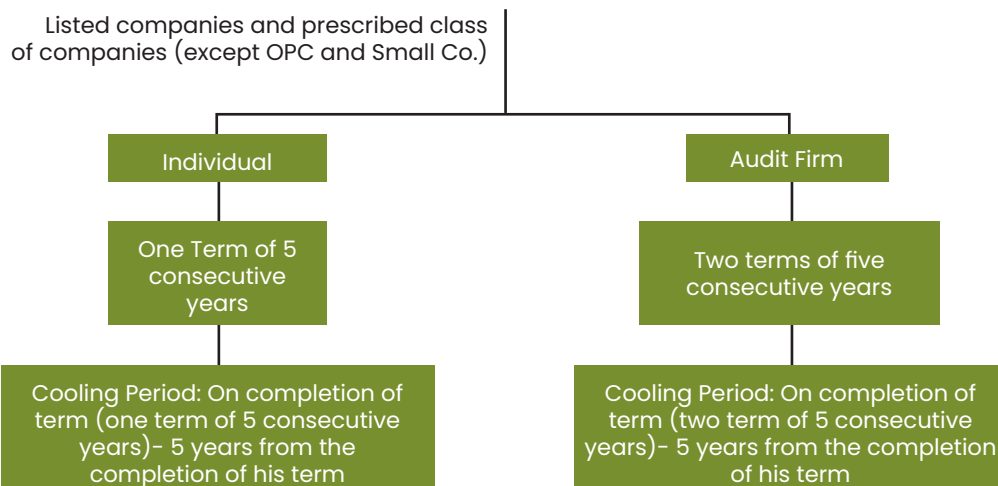 Listed companies and prescribed class
of companies (except OPC and Small Co.)
Individual
Audit Firm
One Term of 5
consecutive
years
Two terms of five
consecutive years
Cooling Period: On completion of
term (one term of 5 consecutive
years)- 5 years from the
completion of his term
Cooling Period: On completion of
term (two term of 5 consecutive
years)- 5 years from the completion
of his term